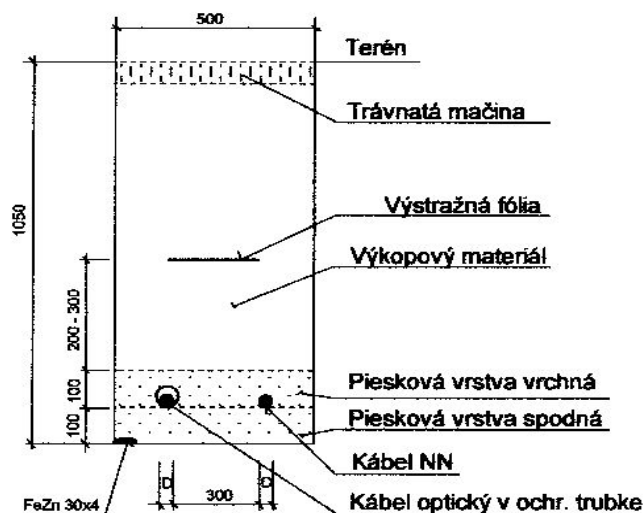 500
Terén
Trávnatá mačina
1050
Výstražná fólia
Výkopový materiál
200 - 300
100
Piesková vrstva vrchná
100
Piesková vrstva spodná
Kábel NN
D
300
D
FeZn 30x4
Kábel optický v ochr. trubke